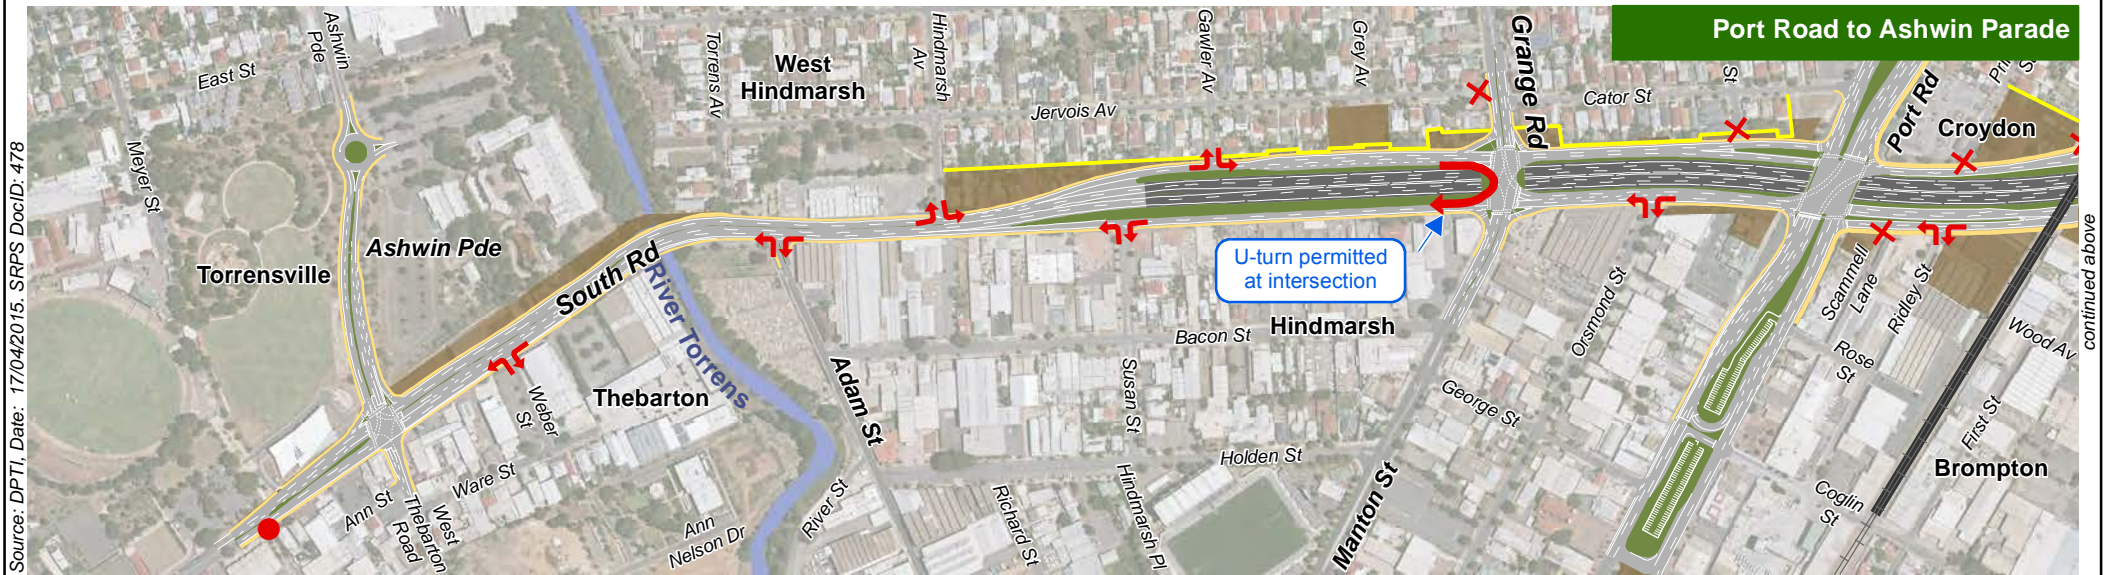 Port Road to Ashwin Parade
Ashwin
Pde
East St
Meyer St
Torrens Av
West
Hindmarsh
Hindmarsh
Av
Jervois Av
Gawler Av
Grey Av
Grange Rd
Cator St
St
Port Rd
Croydon
Torrensville
Ashwin Pde
South Rd
River Torrens
Thebarton
Weber
St
Ware St
Ann St
West
Thebarton
Road
Ann
Nelson Dr
River St
Adam St
Richard St
Susan St
Hindmarsh Pl
Bacon St
Holden St
Hindmarsh
U-turn permitted
at intersection
Manton St
George St
Orsmond St
Scammell
Lane
Ridley St
Rose
St
Wood Av
First St
Coglin
St
Brompton
continued above
Source: DPTI, Date: 17/04/2015. SRPS DocID: 478